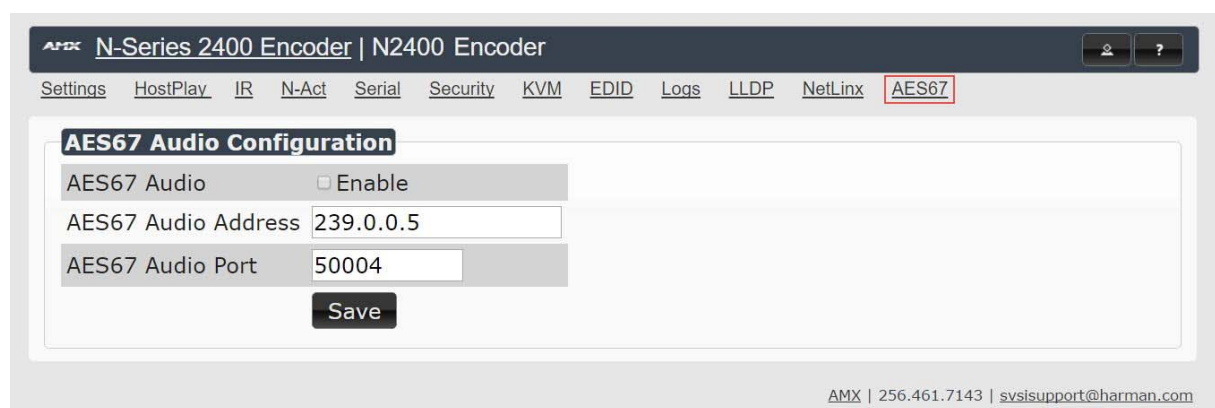 AMX N-Series 2400 Encoder | N2400 Encoder ?
Settings HostPlay IR N-Act Serial Security KVM EDID Logs LLDP NetLinx AES67
AES67 Audio Configuration
AES67 Audio Enable
AES67 Audio Address 239.0.0.5
AES67 Audio Port 50004
Save
AMX | 256.461.7143 | svsisupport@harman.com